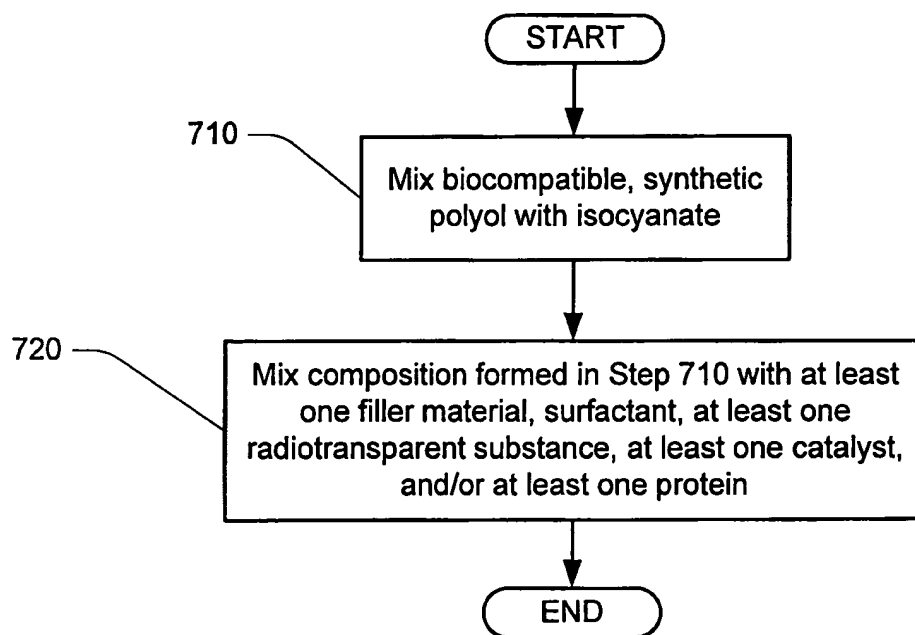 START
710
Mix biocompatible, synthetic
polyol with isocyanate
720
Mix composition formed in Step 710 with at least
one filler material, surfactant, at least one
radiotransparent substance, at least one catalyst,
and/or at least one protein
END